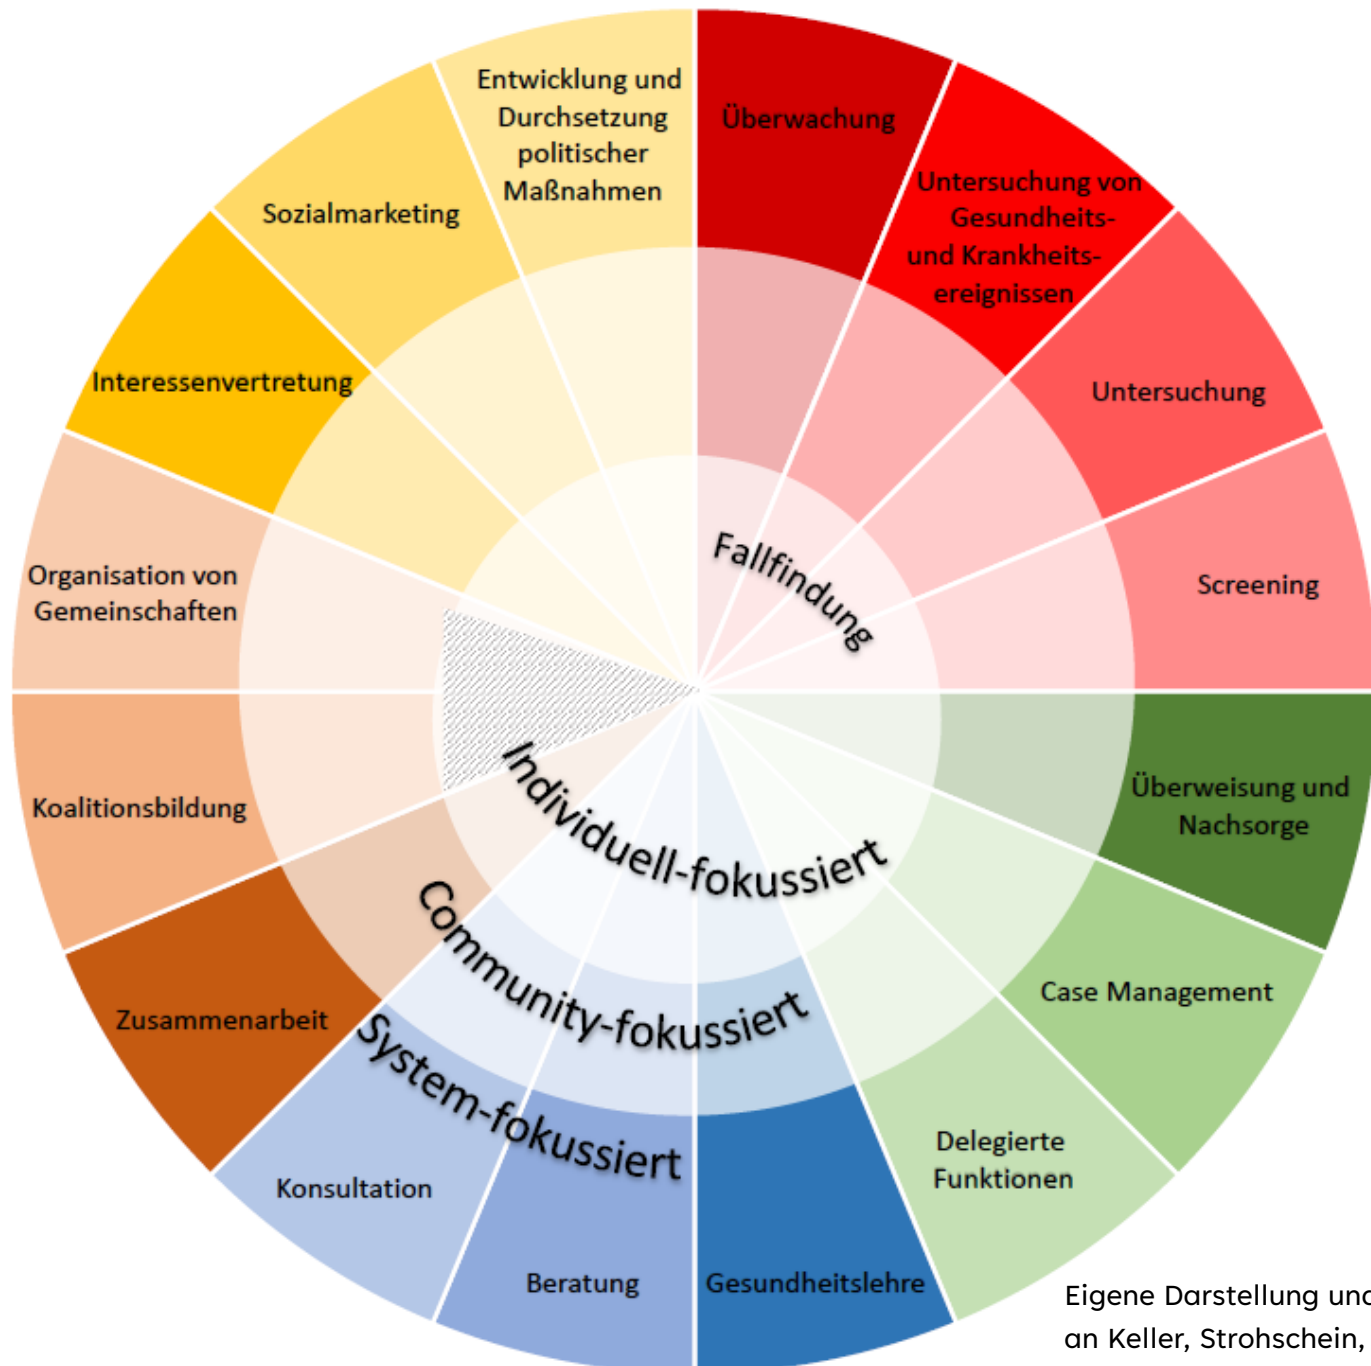 Entwicklung und
Durchsetzung
politischer
Maßnahmen
Überwachung
Untersuchung von
Gesundheits-
und Krankheits-
ereignissen
Untersuchung
Screening
Fallfindung
Überweisung und
Nachsorge
Case Management
Delegierte
Funktionen
Gesundheitslehre
Beratung
Konsultation
Zusammenarbeit
Koalitionsbildung
Organisation von
Gemeinschaften
Interessenvertretung
Sozialmarketing
Individuell-fokussiert
Community-fokussiert
System-fokussiert
Eigene Darstellung und
an Keller, Strohschein,